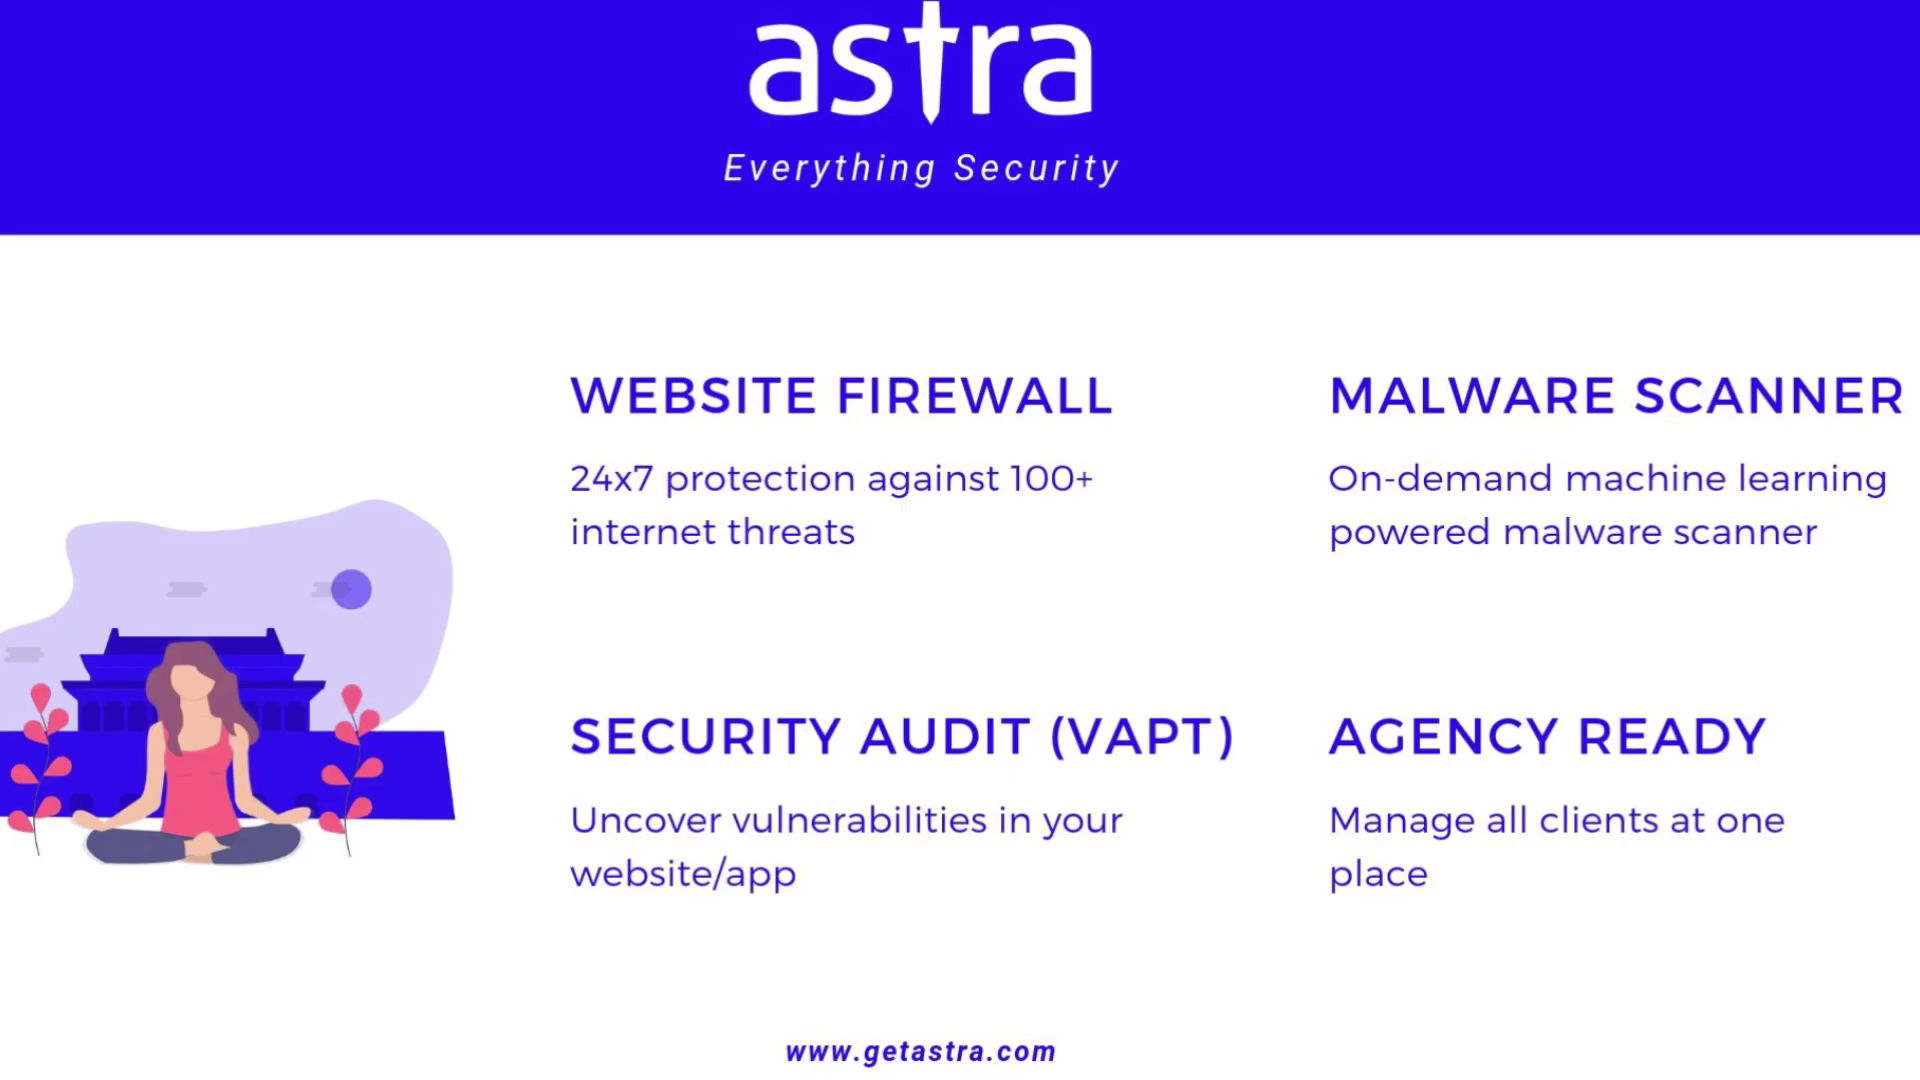 astra
Everything Security
WEBSITE FIREWALL
24x7 protection against 100+
internet threats
MALWARE SCANNER
On-demand machine learning
powered malware scanner
SECURITY AUDIT (VAPT)
Uncover vulnerabilities in your
website/app
AGENCY READY
Manage all clients at one
place
www.getastra.com